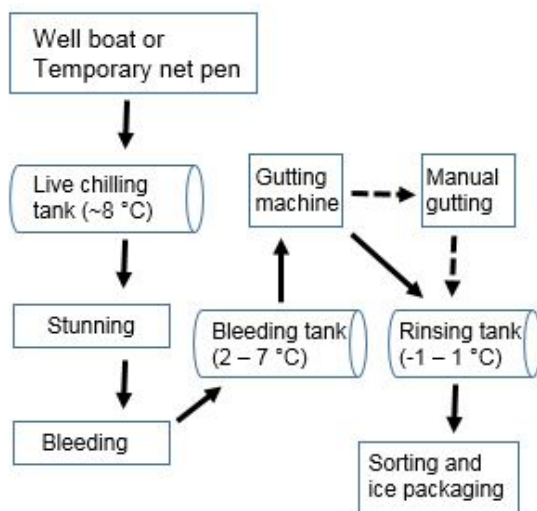 Well boat or
Temporary net pen
Live chilling
tank (~8 °C)
Stunning
Bleeding
Bleeding tank
(2 – 7 °C)
Gutting
machine
Manual
gutting
Rinsing tank
(-1 – 1 °C)
Sorting and
ice packaging